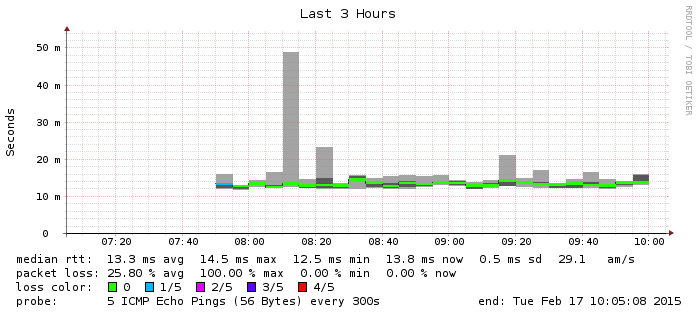 Last 3 Hours
RRDTOOL / TOBI OETIKER
Seconds
50 m
40 m
30 m
20 m
10 m
0
07:20 07:40 08:00 08:20 08:40 09:00 09:20 09:40 10:00
median rtt: 13.3 ms avg 14.5 ms max 12.5 ms min 13.8 ms now 0.5 ms sd 29.1 am/s
packet loss: 25.80 % avg 100.00 % max 0.00 % min 0.00 % now
loss color: 0 1/5 2/5 3/5 4/5
probe: 5 ICMP Echo Pings (56 Bytes) every 300s end: Tue Feb 17 10:05:08 2015